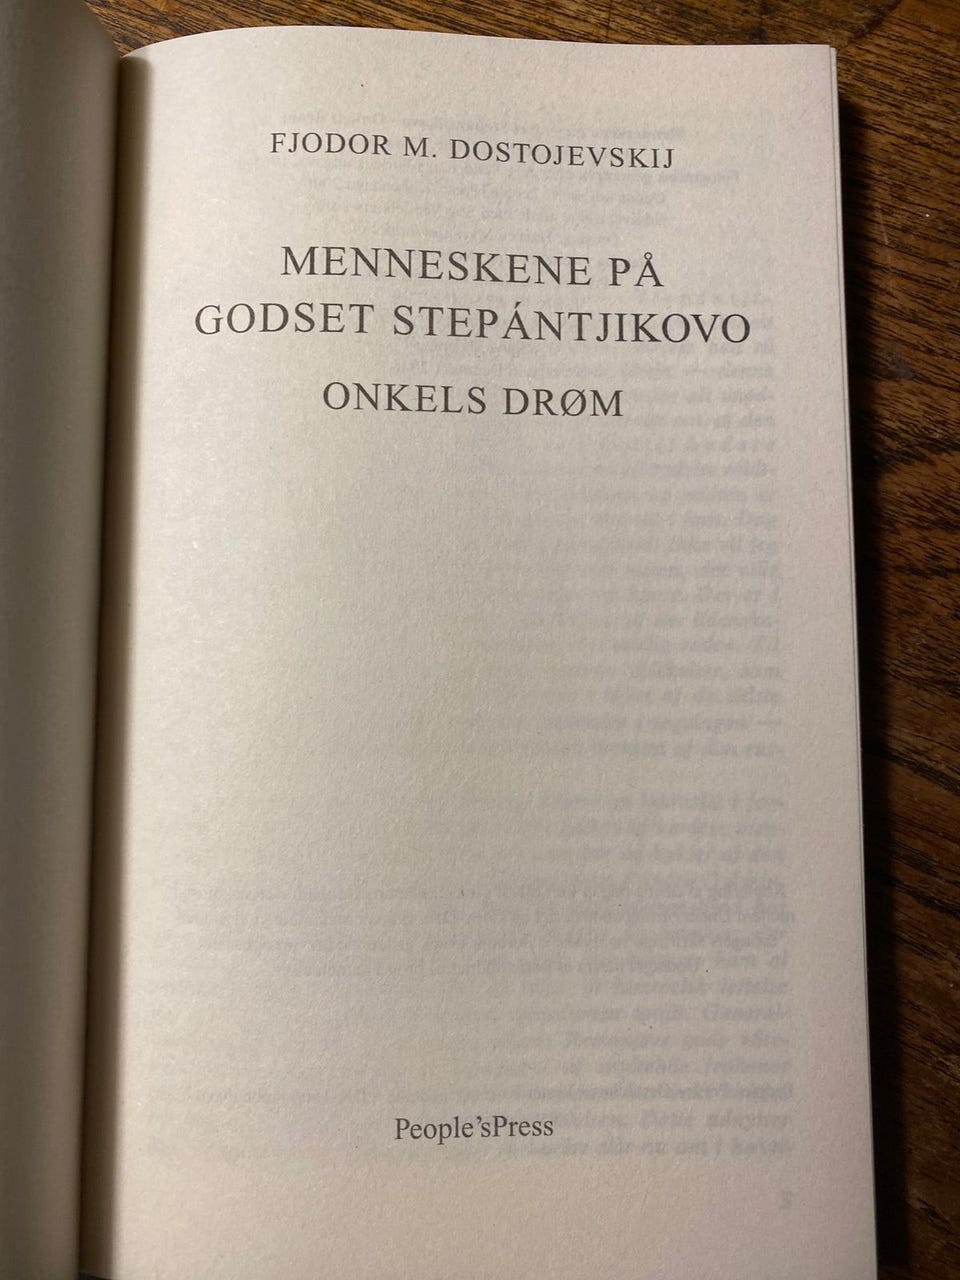 FJODOR M. DOSTOJEVSKIJ
MENNESKENE PÅ
GODSET STEPÁNTJIKOVO
ONKELS DRØM
People'sPress